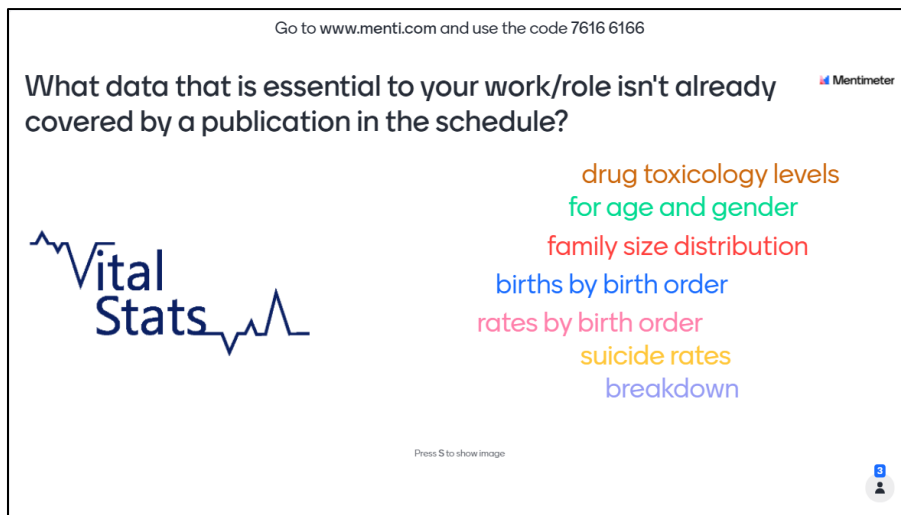 Go to www.menti.com and use the code 7616 6166
What data that is essential to your work/role isn't already
covered by a publication in the schedule?
Mentimeter
Vital
Stats
drug toxicology levels
for age and gender
family size distribution
births by birth order
rates by birth order
suicide rates
breakdown
Press S to show image
3